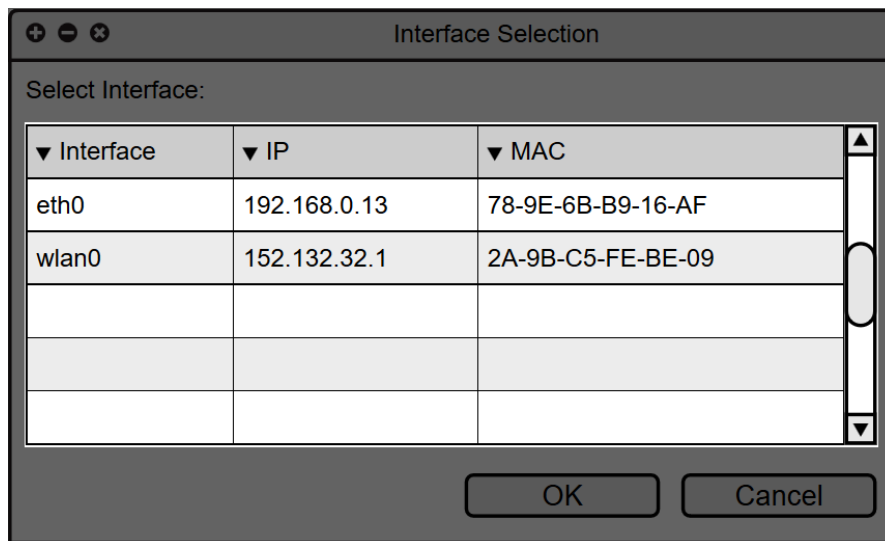 Interface Selection
Select Interface:
▼ Interface ▼ IP ▼ MAC
eth0 192.168.0.13 78-9E-6B-B9-16-AF
wlan0 152.132.32.1 2A-9B-C5-FE-BE-09
OK Cancel